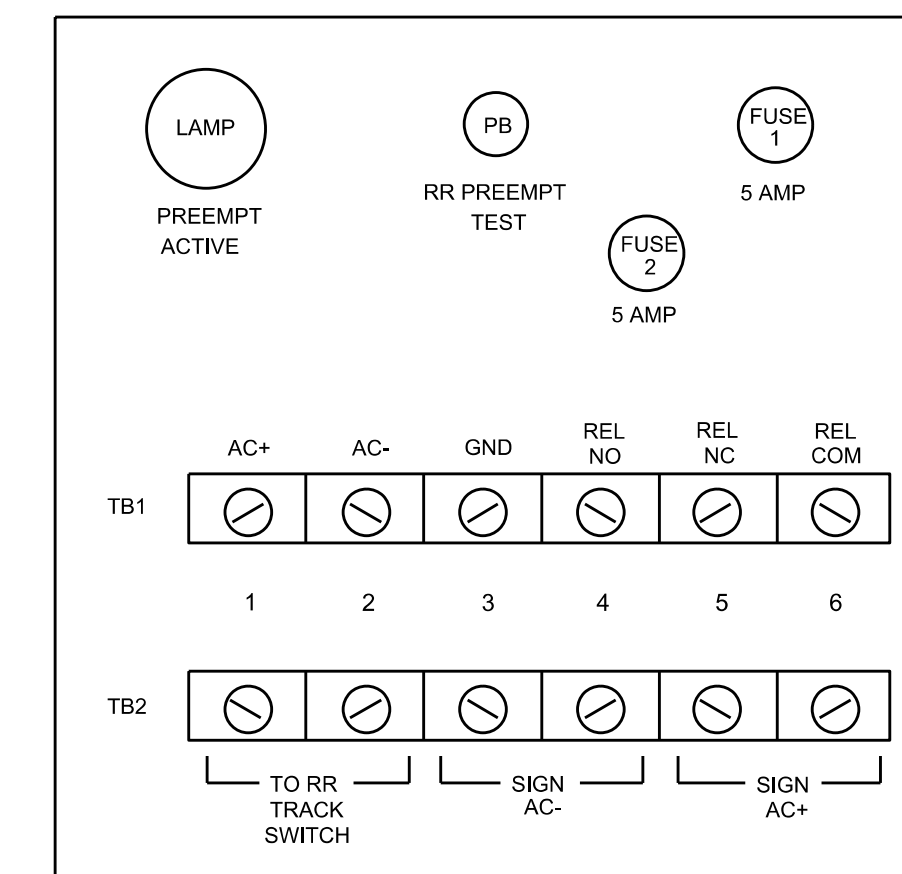 LAMP
PREEMPT
ACTIVE
PB
RR PREEMPT
TEST
FUSE
1
5 AMP
FUSE
2
5 AMP
AC+
AC-
GND
REL
NO
REL
NC
REL
COM
TB1
1 2 3 4 5 6
TB2
TO RR
TRACK
SWITCH
SIGN
AC-
SIGN
AC+